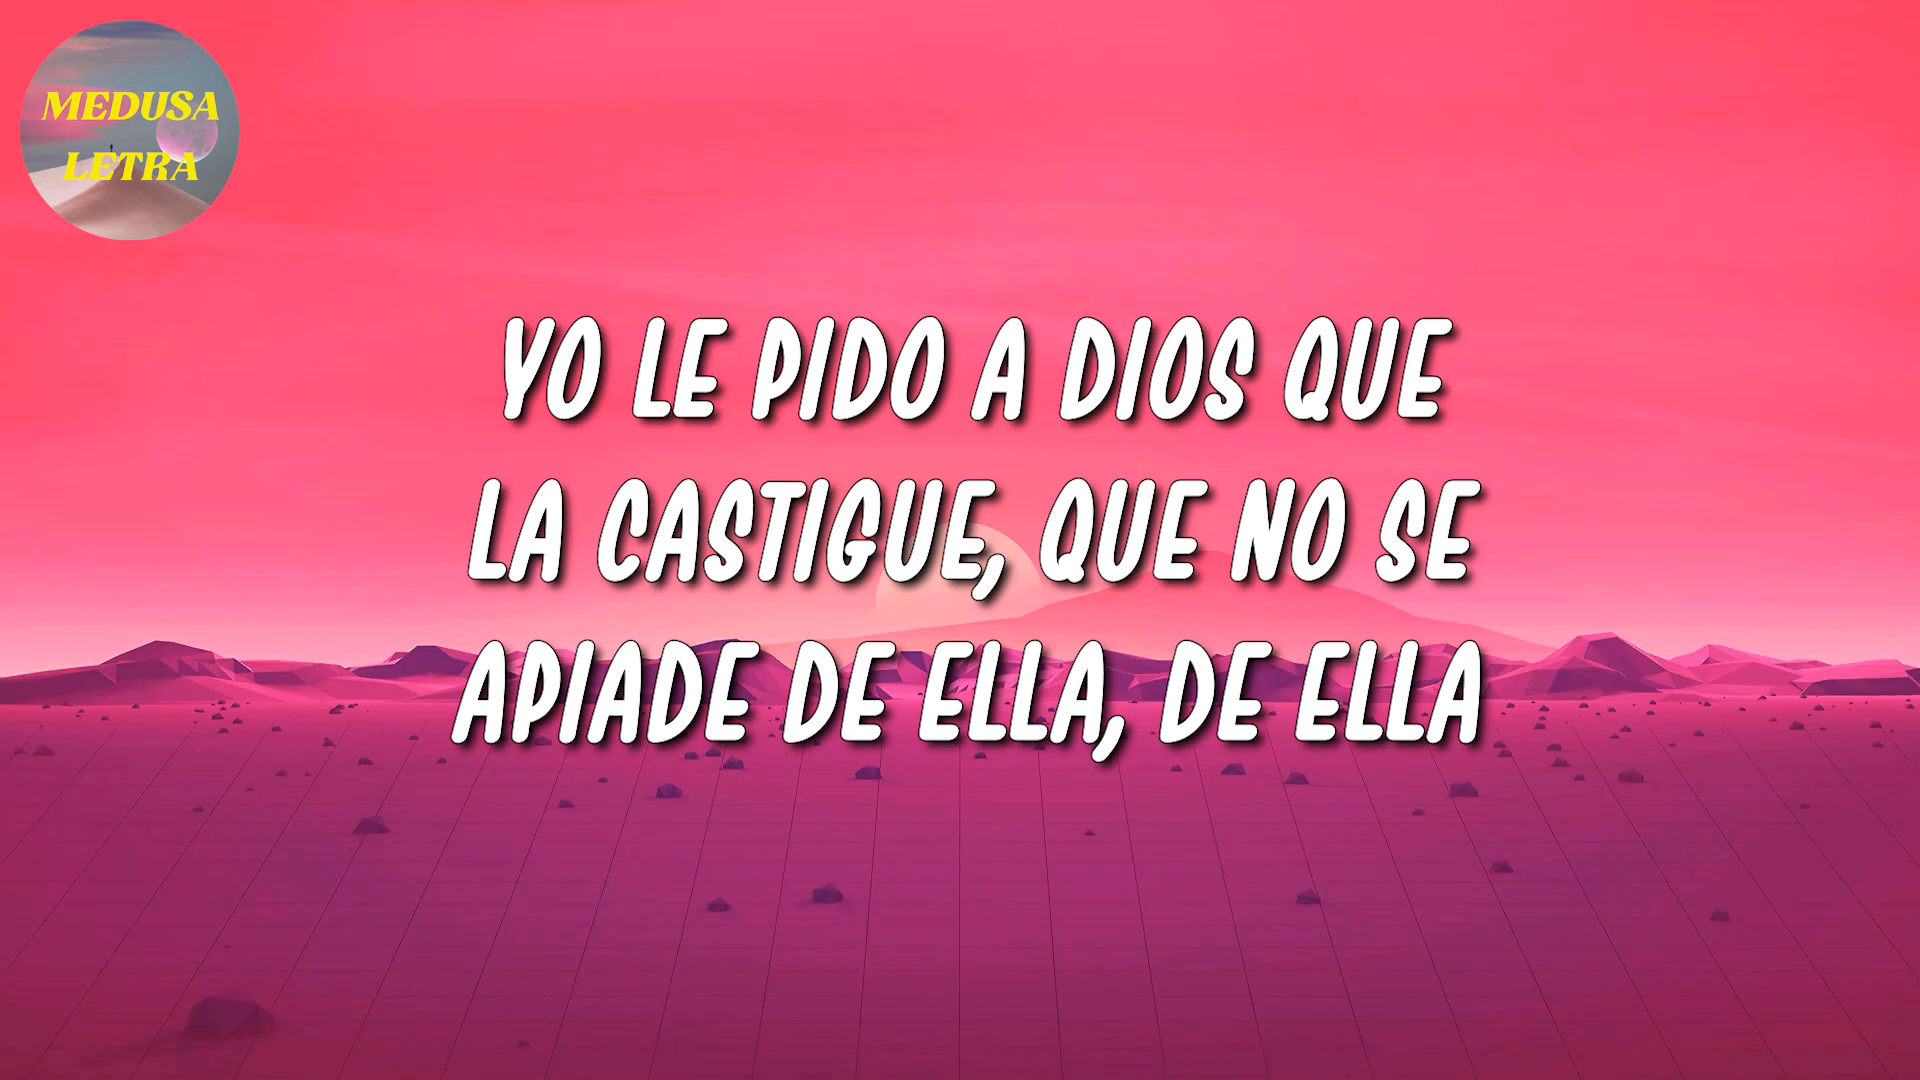 MEDUSA
LETRA
YO LE PIDO A DIOS QUE
LA CASTIGUE, QUE NO SE
APIADE DE ELLA, DE ELLA